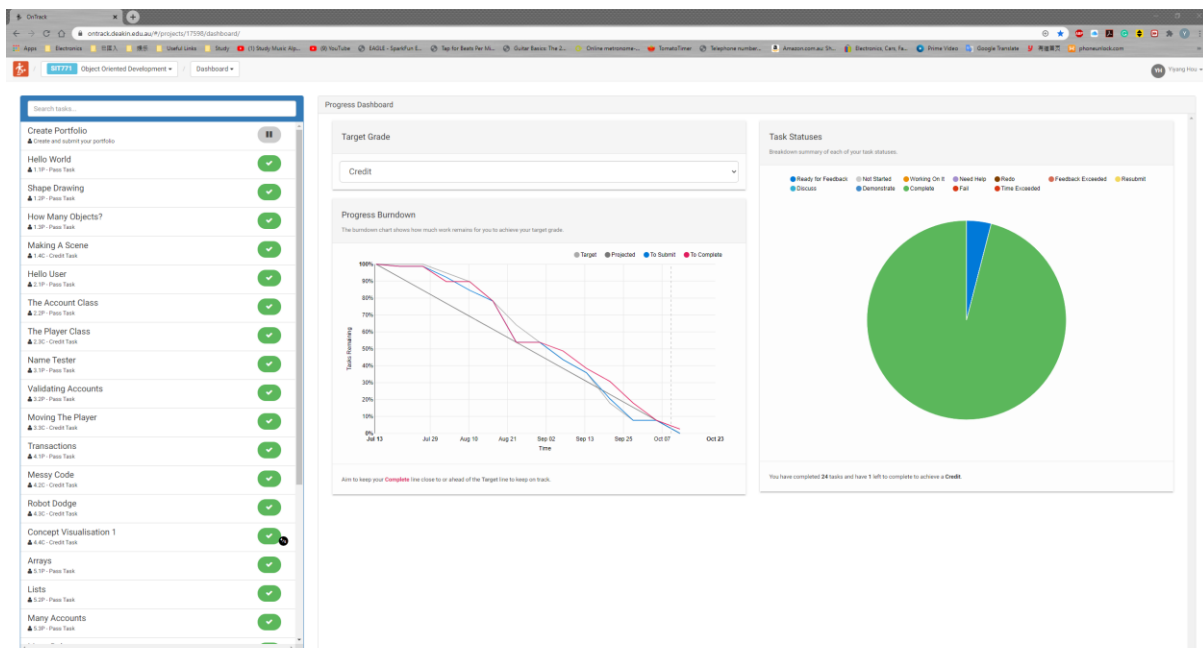 OnTrack
ontrack.deakin.edu.au/#/projects/17590/dashboard/
Apps Electronics Useful Links Study (1) Study Music Alp... (8) YouTube EAGLE - SparkFun E... Tap for Beats Per Mi... Guitar Basics: The 2... Online metronome-... TomatoTimer Telephone number... Amazon.com.au: Sh... Electronics, Cars, Fa... Prime Video Google Translate phoneunlock.com
BIT771 Object Oriented Development Dashboard
YH Yisang Hou
Search tasks...
Create Portfolio
Create and submit your portfolio
Hello World
1.1P - Pass Task
Shape Drawing
1.2P - Pass Task
How Many Objects?
1.3P - Pass Task
Making A Scene
1.4C - Credit Task
Hello User
2.1P - Pass Task
The Account Class
2.2P - Pass Task
The Player Class
2.3C - Credit Task
Name Tester
3.1P - Pass Task
Validating Accounts
3.2P - Pass Task
Moving The Player
3.3C - Credit Task
Transactions
4.1P - Pass Task
Messy Code
4.2C - Credit Task
Robot Dodge
4.3C - Credit Task
Concept Visualisation 1
4.4C - Credit Task
Arrays
5.1P - Pass Task
Lists
5.2P - Pass Task
Many Accounts
5.3P - Pass Task
Progress Dashboard
Target Grade
Credit
Progress Burndown
The burndown chart shows how much work remains for you to achieve your target grade.
Target Projected To Submit To Complete
100%
90%
80%
70%
60%
50%
40%
30%
20%
10%
0%
Tasks Remaining
Jul 13 Jul 29 Aug 10 Aug 21 Sep 02 Sep 13 Sep 25 Oct 07 Oct 23
Time
Aim to keep your Complete line close to or ahead of the Target line to keep on track.
Task Statuses
Breakdown summary of each of your task statuses.
Ready for Feedback Not Started Working On It Need Help Redo Feedback Exceeded Resubmit
Discuss Demonstrate Complete Fail Time Exceeded
You have completed 24 tasks and have 1 left to complete to achieve a Credit.